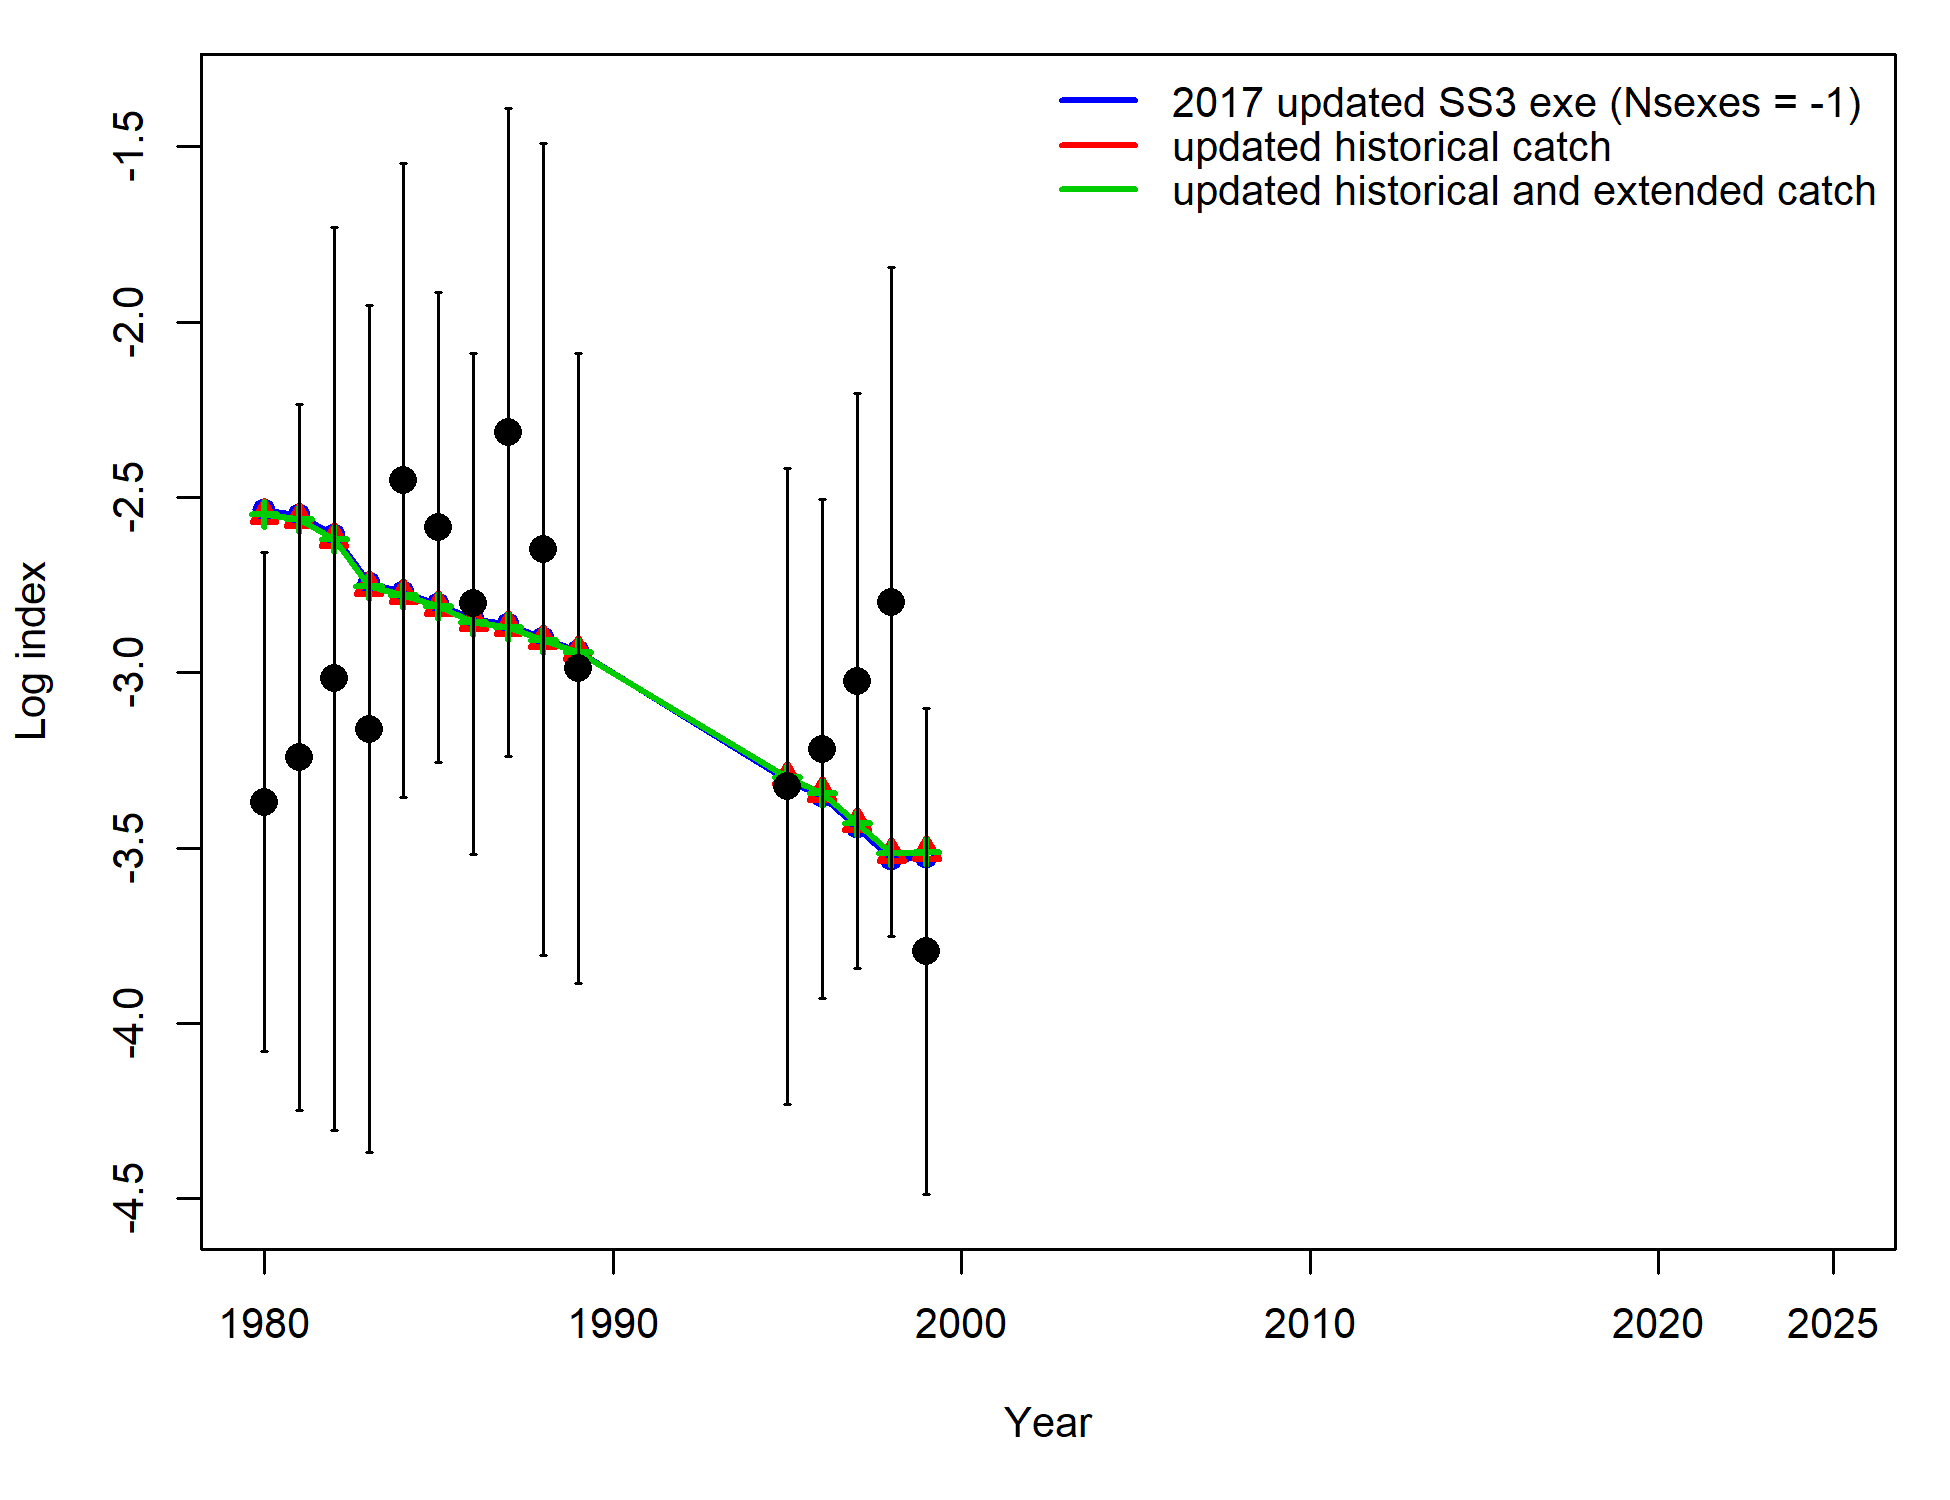 2017 updated SS3 exe (Nsexes = -1)
updated historical catch
updated historical and extended catch
Log index
-1.5
-2.0
-2.5
-3.0
-3.5
-4.0
-4.5
1980 1990 2000 2010 2020 2025
Year